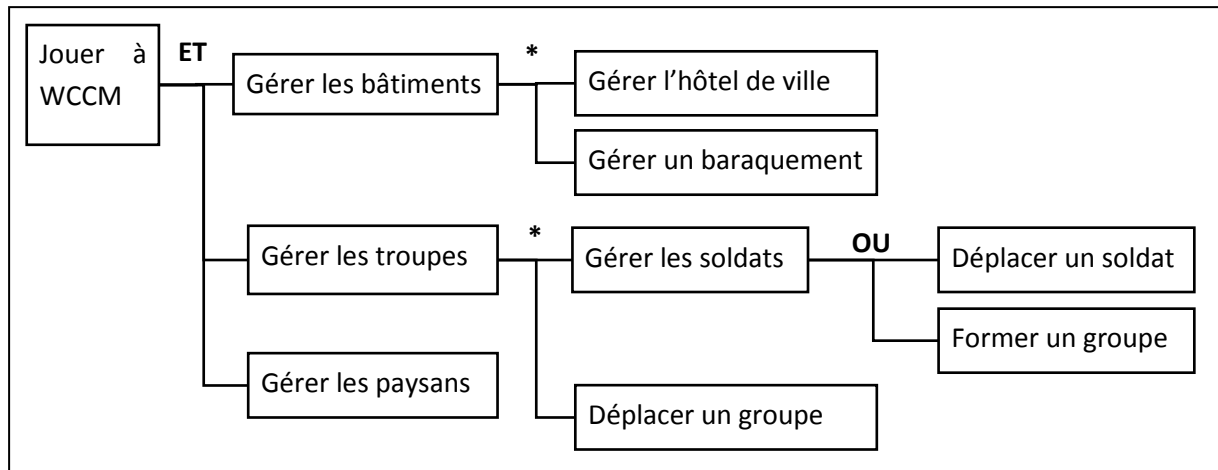 Jouer à
WCCM
ET
Gérer les bâtiments
*
Gérer l’hôtel de ville
Gérer un baraquement
Gérer les troupes
*
Gérer les soldats
OU
Déplacer un soldat
Former un groupe
Gérer les paysans
Déplacer un groupe